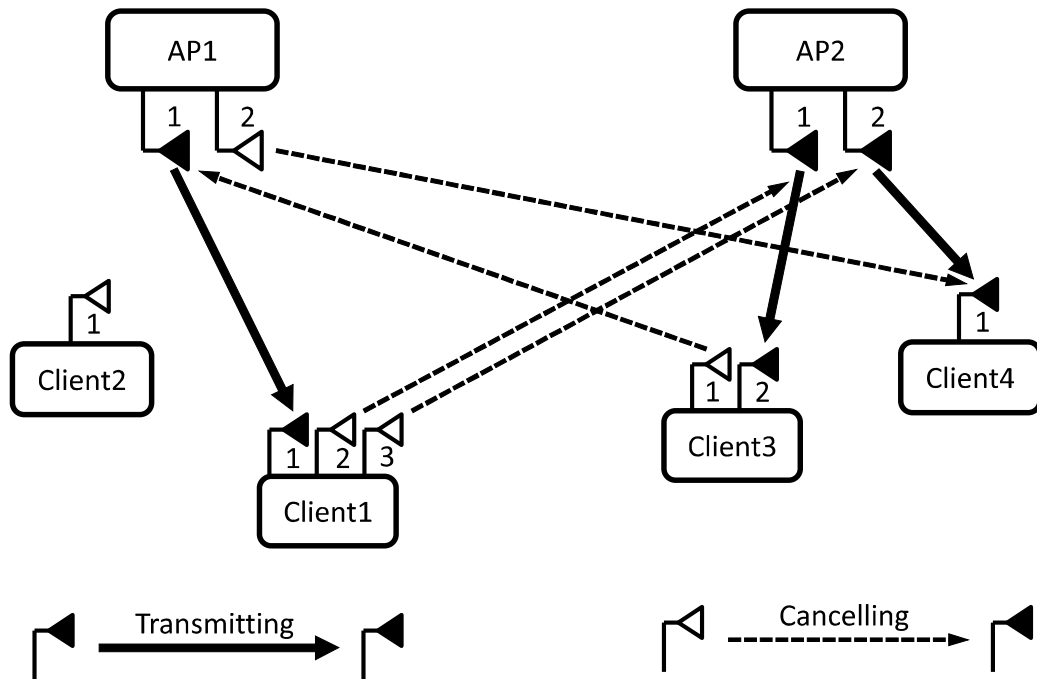 AP1
AP2
1 2
1 2
1
Client2
1
Client4
1 2
Client3
1 2 3
Client1
Transmitting
Cancelling